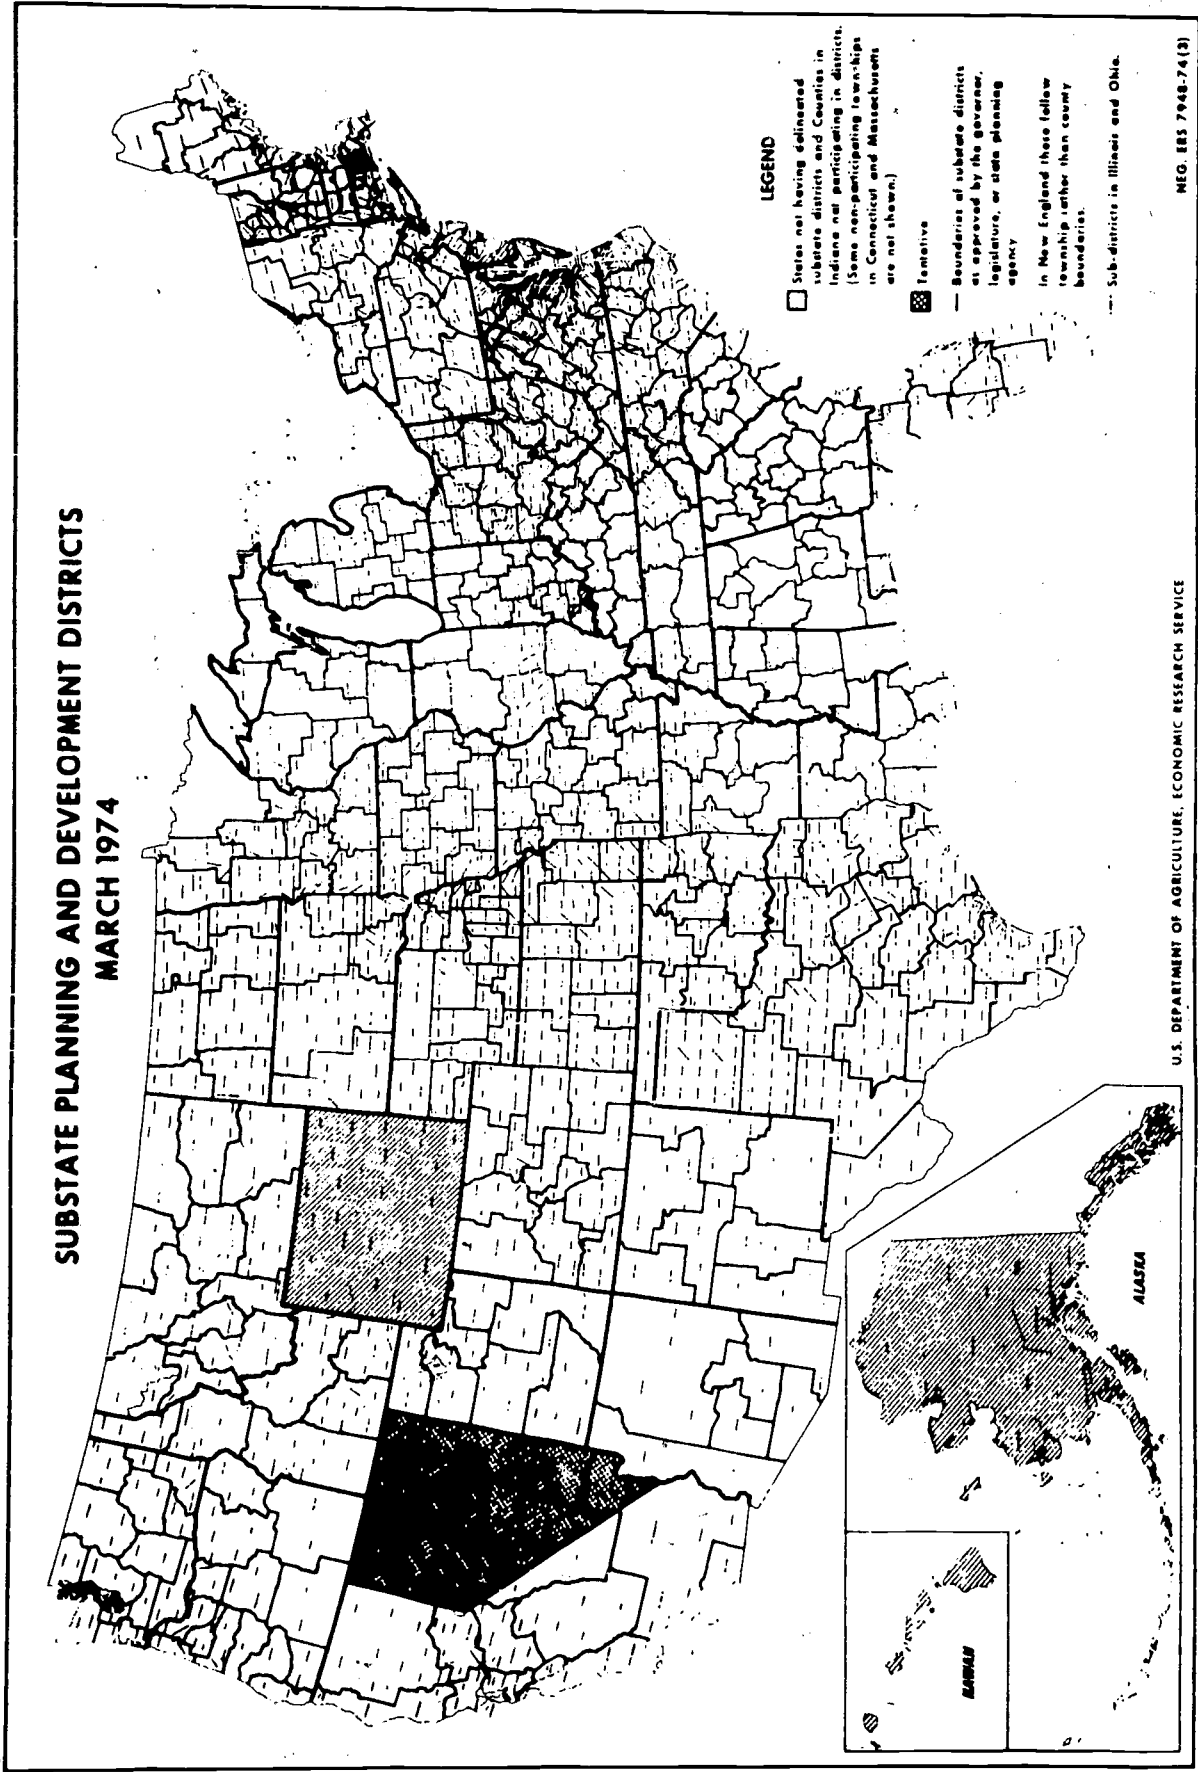 SUBSTATE PLANNING AND DEVELOPMENT DISTRICTS
MARCH 1974
LEGEND
States not having delineated
substate districts and Counties in
Indiana not participating in districts.
(Some non-participating townships
in Connecticut and Massachusetts
are not shown.)
Tentative
Boundaries of substate districts
as approved by the governor,
legislature, or state planning
agency
In New England these follow
township rather than county
boundaries.
Sub-districts in Illinois and Ohio.
HAWAII
ALASKA
U.S. DEPARTMENT OF AGRICULTURE, ECONOMIC RESEARCH SERVICE
NEG. ERS 7948-74 (3)